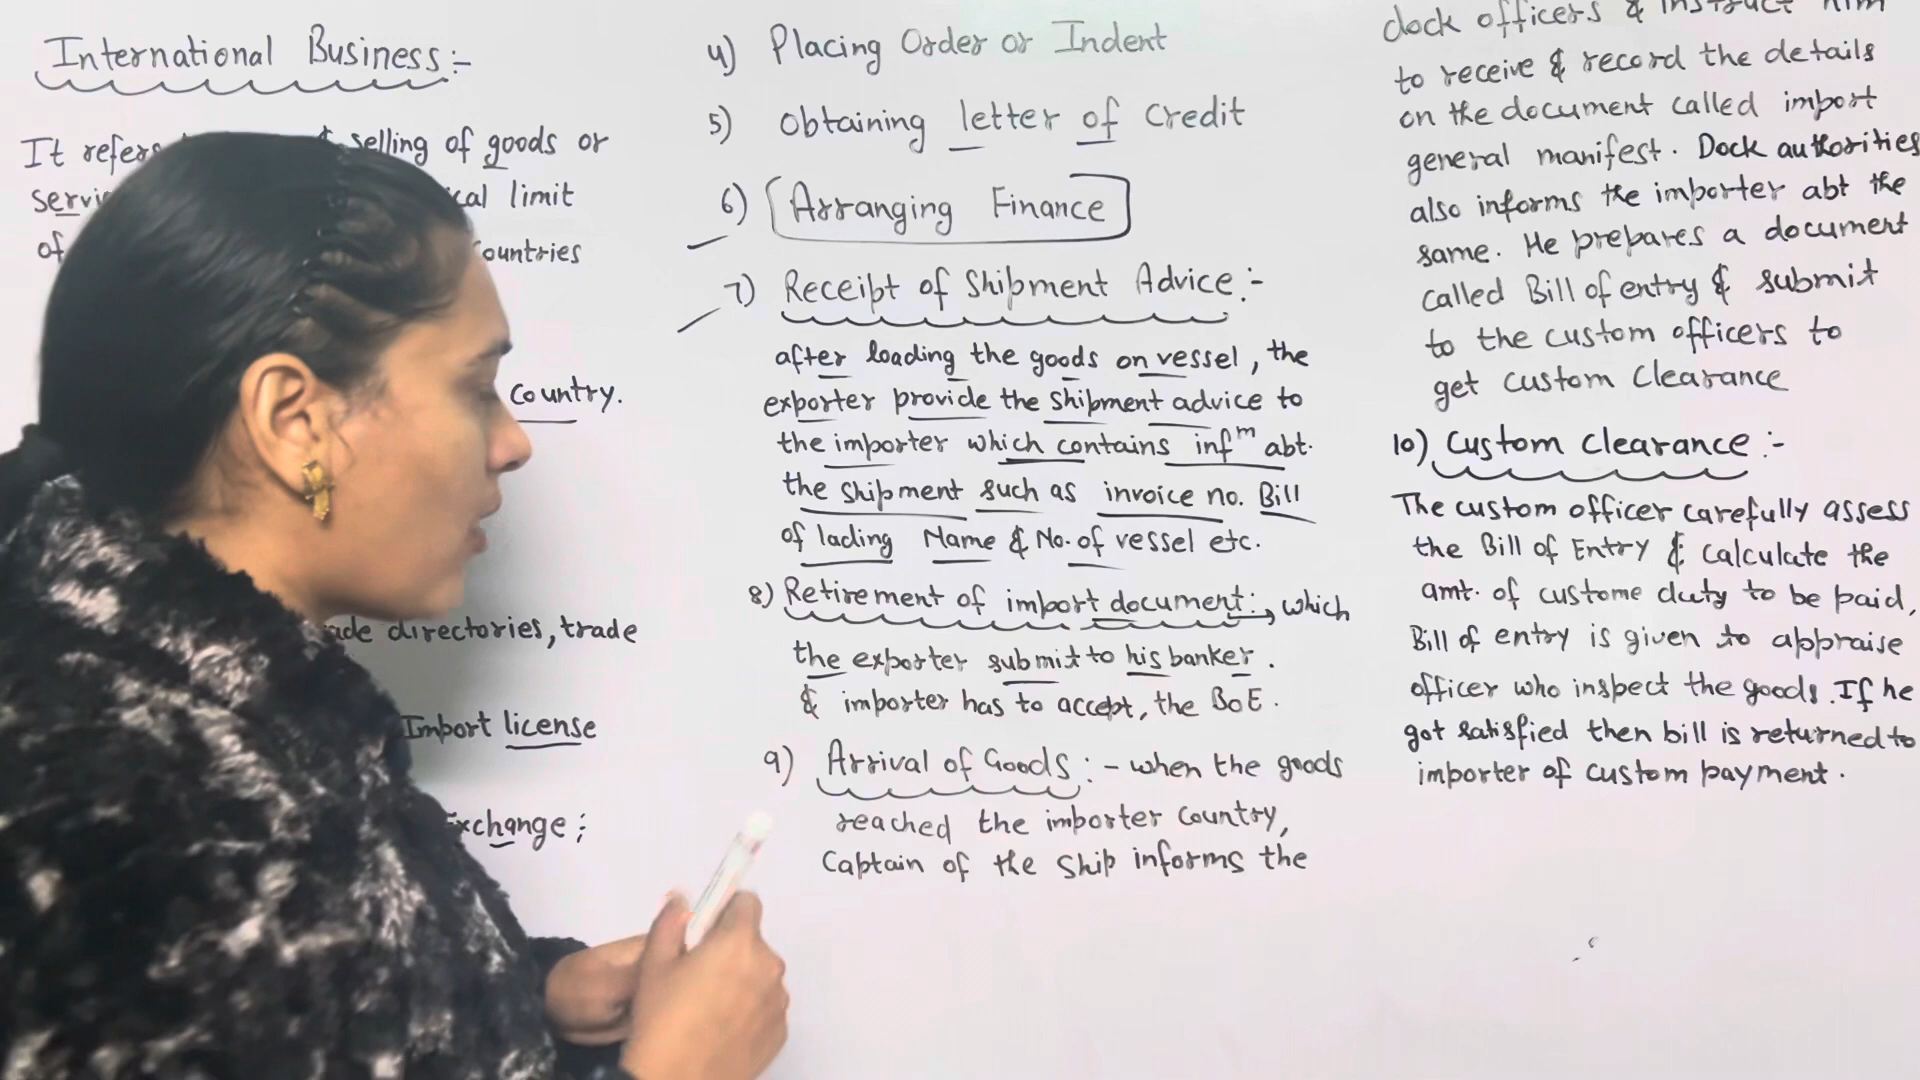 International Business:-
It refers selling of goods or
limit
of countries
country.
directories, trade
Import license
Exchange;
4) Placing Order or Indent
5) Obtaining letter of Credit
6) Arranging Finance
7) Receipt of Shipment Advice:-
after loading the goods on vessel, the
exporter provide the shipment advice to
the importer which contains infm abt.
the shipment such as invoice no. Bill
of lading Name & No. of vessel etc.
8) Retirement of import document:→ which
the exporter submit to his banker.
& importer has to accept, the BoE.
9) Arrival of Goods:- when the goods
reached the importer country,
Captain of the Ship informs the
dock officers & instruct him
to receive & record the details
on the document called import
general manifest. Dock authorities
also informs the importer abt the
same. He prepares a document
called Bill of entry & submit
to the custom officers to
get custom clearance
10) Custom Clearance:-
The custom officer carefully assess
the Bill of Entry & calculate the
amt. of custome duty to be paid,
Bill of entry is given to appraise
officer who inspect the goods. If he
got satisfied then bill is returned to
importer of custom payment.